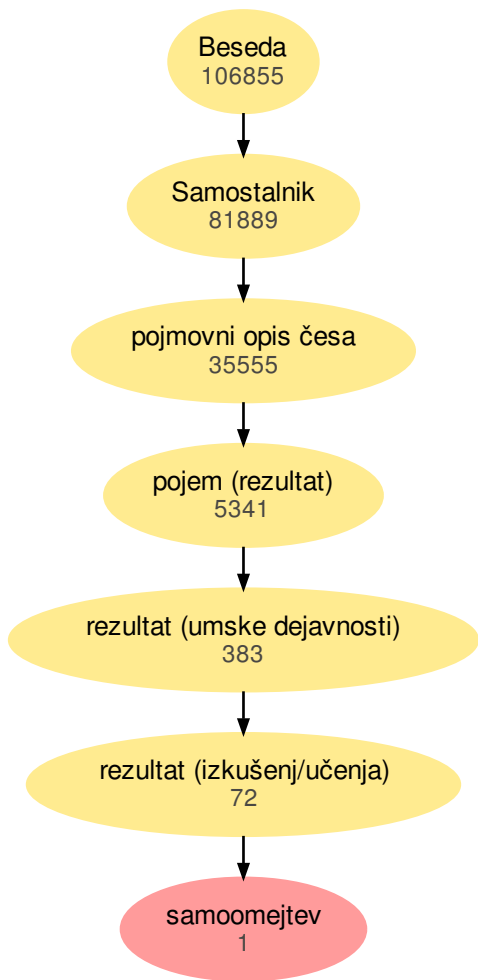 Beseda
106855
Samostalnik
81889
pojmovni opis česa
35555
pojem (rezultat)
5341
rezultat (umske dejavnosti)
383
rezultat (izkušenj/učenja)
72
samoomejtev
1